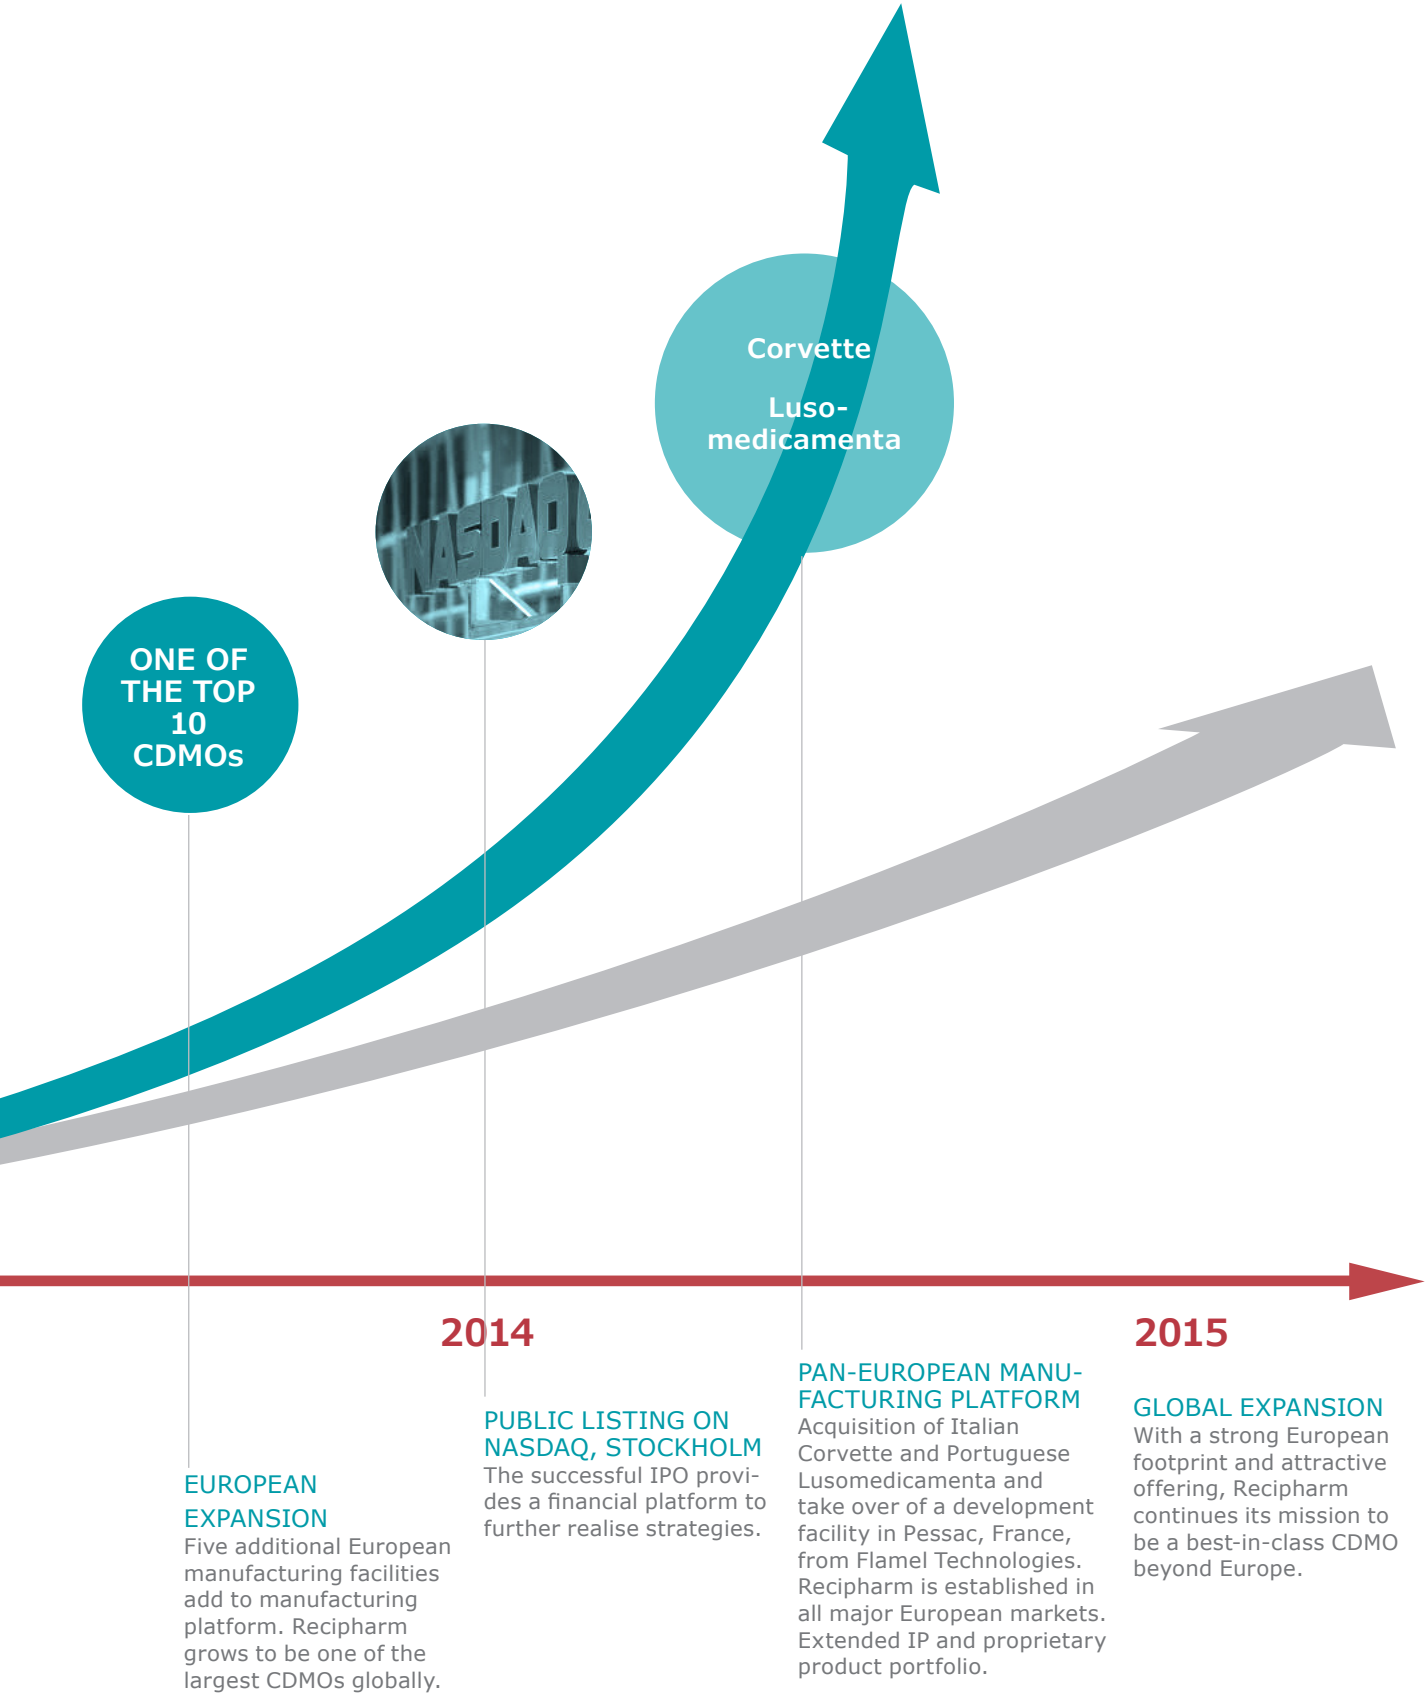 Corvette
Luso-
medicamenta
NASDAQ
ONE OF
THE TOP
10
CDMOs
2014
2015
EUROPEAN
EXPANSION
Five additional European
manufacturing facilities
add to manufacturing
platform. Recipharm
grows to be one of the
largest CDMOs globally.
PUBLIC LISTING ON
NASDAQ, STOCKHOLM
The successful IPO provi-
des a financial platform to
further realise strategies.
PAN-EUROPEAN MANU-
FACTURING PLATFORM
Acquisition of Italian
Corvette and Portuguese
Lusomedicamenta and
take over of a development
facility in Pessac, France,
from Flamel Technologies.
Recipharm is established in
all major European markets.
Extended IP and proprietary
product portfolio.
GLOBAL EXPANSION
With a strong European
footprint and attractive
offering, Recipharm
continues its mission to
be a best-in-class CDMO
beyond Europe.